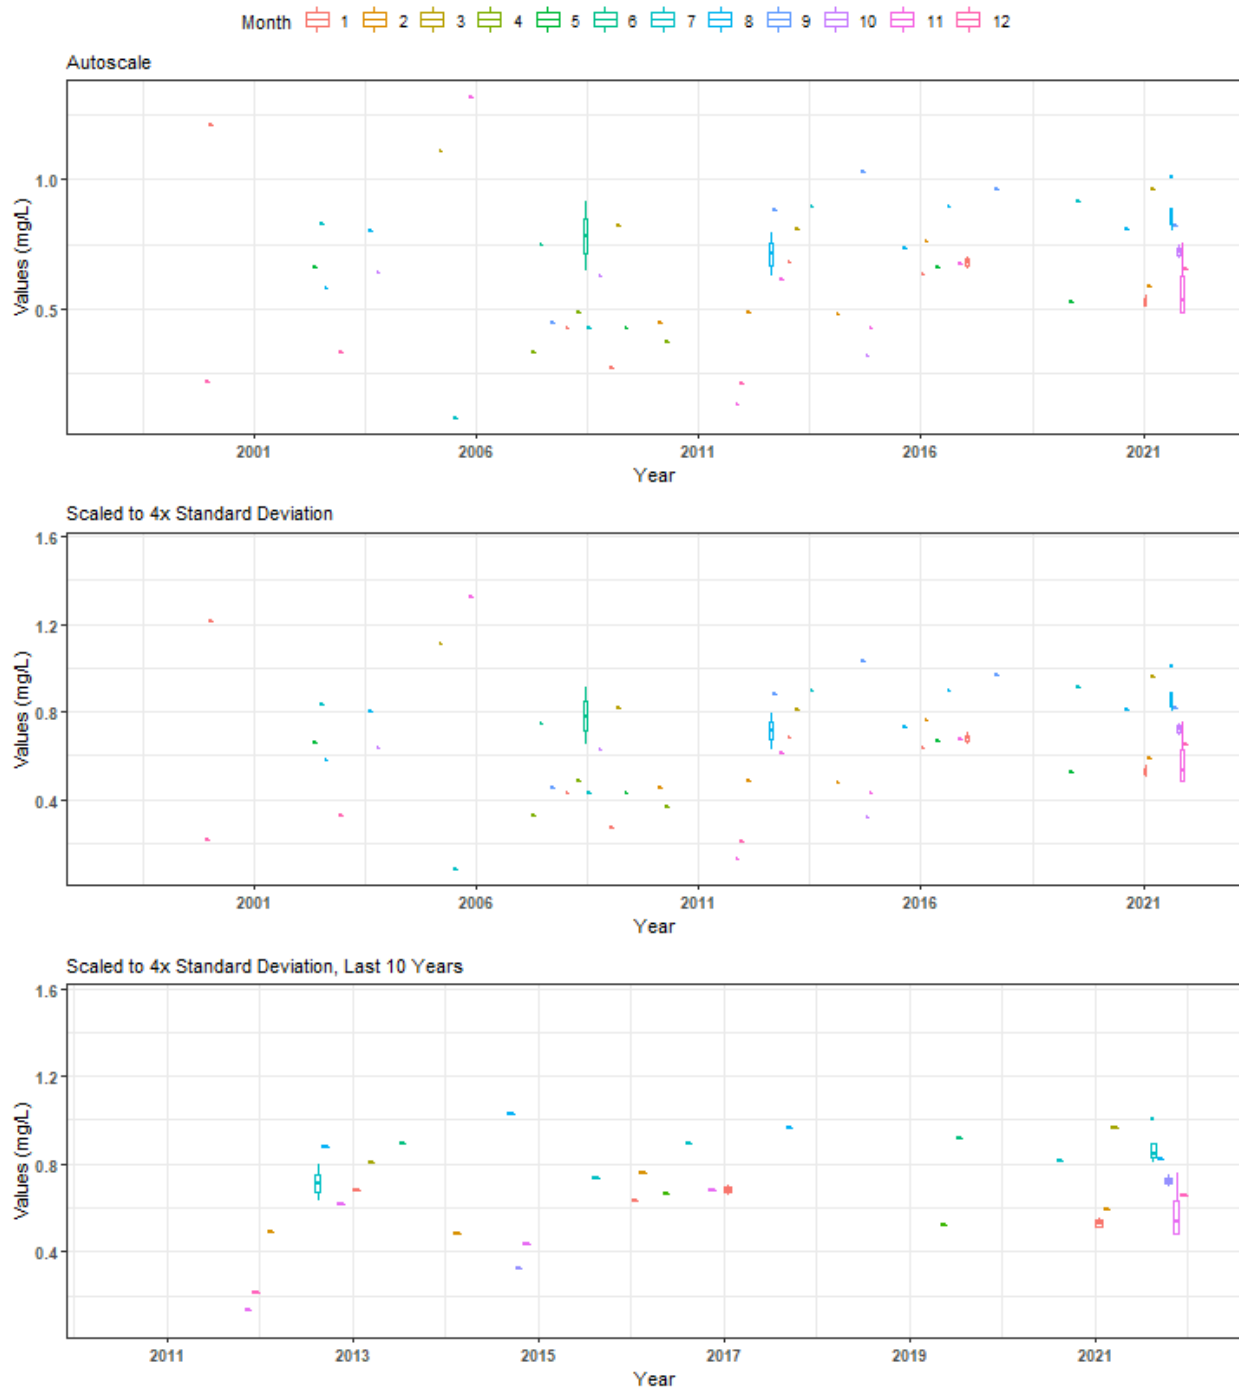 Month 1 2 3 4 5 6 7 8 9 10 11 12
Autoscale
Values (mg/L)
1.0
0.5
2001 2006 2011 2016 2021
Year
Scaled to 4x Standard Deviation
Values (mg/L)
1.6
1.2
0.8
0.4
2001 2006 2011 2016 2021
Year
Scaled to 4x Standard Deviation, Last 10 Years
Values (mg/L)
1.6
1.2
0.8
0.4
2011 2013 2015 2017 2019 2021
Year